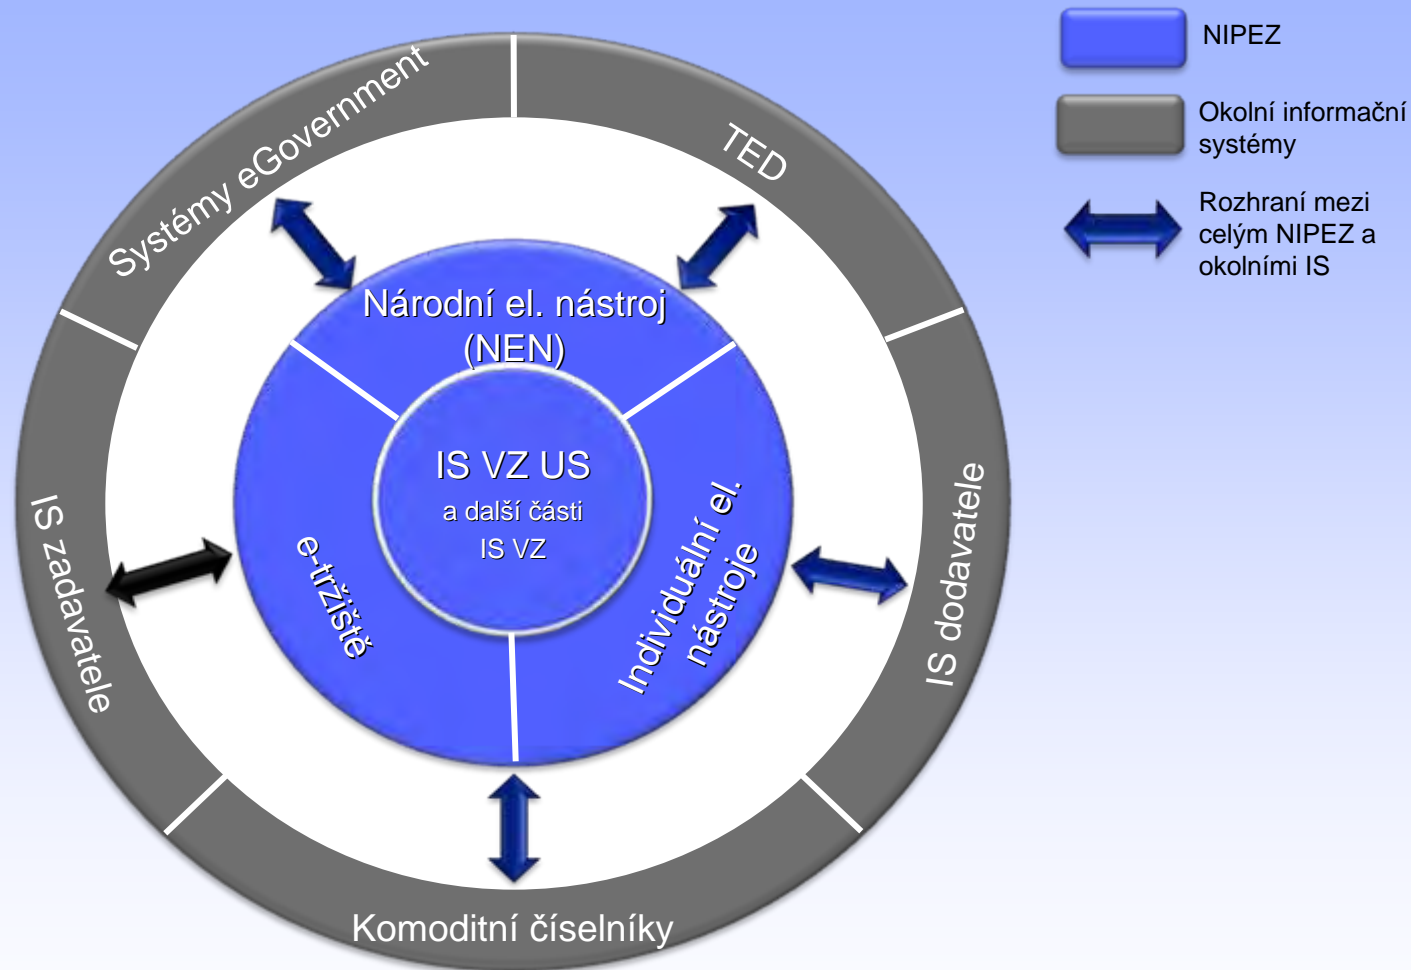 Systémy eGovernment
TED
IS dodavatele
Komoditní číselníky
IS zadavatele
Národní el. nástroj
(NEN)
IS VZ US
a další části
IS VZ
e-tržiště
Individuální el.
nástroje
NIPEZ
Okolní informační
systémy
Rozhraní mezi
celým NIPEZ a
okolními IS